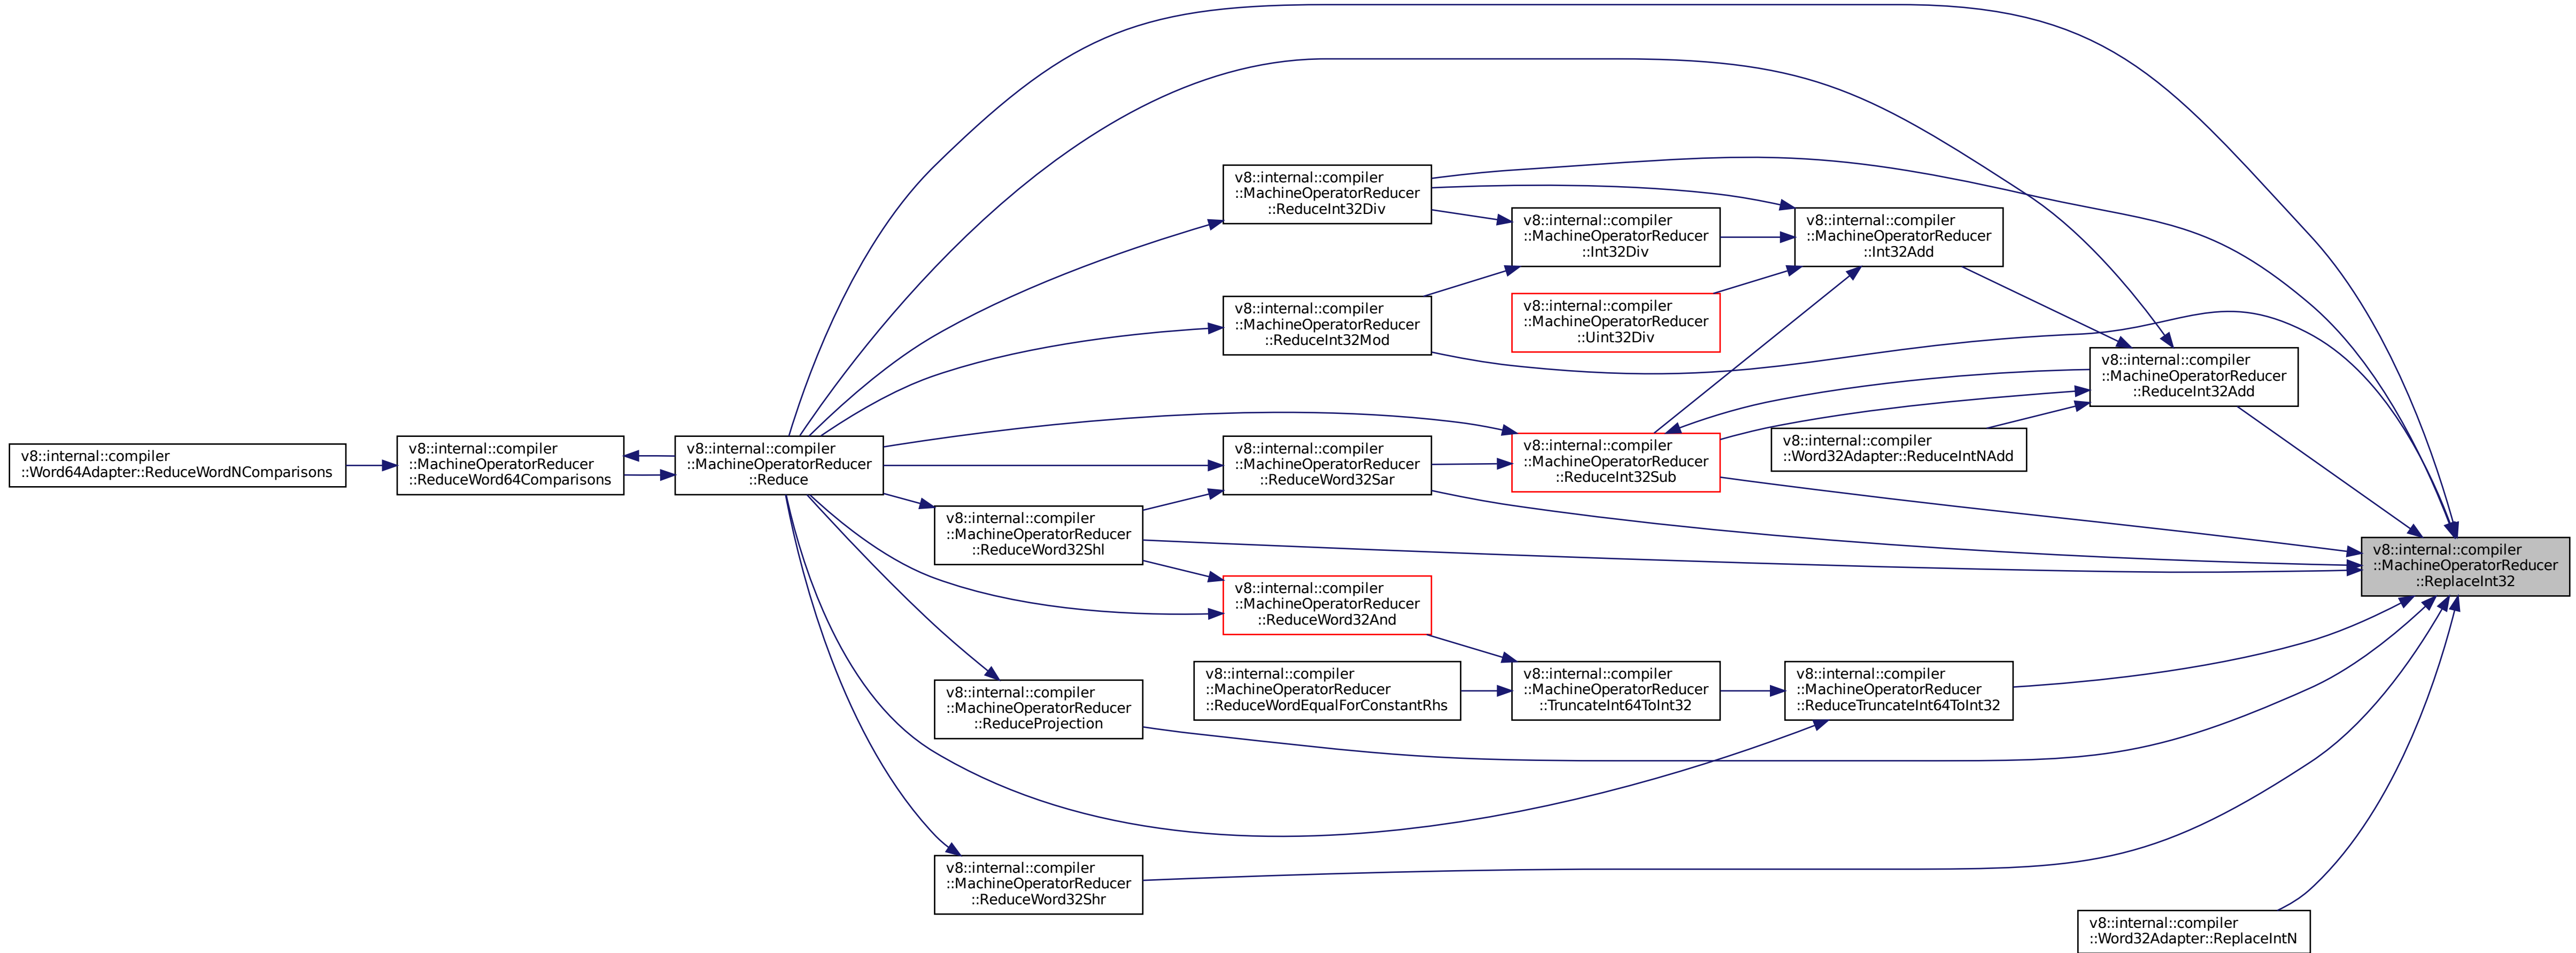 v8::internal::compiler
::MachineOperatorReducer
::ReduceInt32Div
v8::internal::compiler
::MachineOperatorReducer
::Int32Div
v8::internal::compiler
::MachineOperatorReducer
::Int32Add
v8::internal::compiler
::MachineOperatorReducer
::ReduceInt32Mod
v8::internal::compiler
::MachineOperatorReducer
::Uint32Div
v8::internal::compiler
::MachineOperatorReducer
::ReduceInt32Add
v8::internal::compiler
::Word64Adapter::ReduceWordNComparisons
v8::internal::compiler
::MachineOperatorReducer
::ReduceWord64Comparisons
v8::internal::compiler
::MachineOperatorReducer
::Reduce
v8::internal::compiler
::MachineOperatorReducer
::ReduceWord32Sar
v8::internal::compiler
::MachineOperatorReducer
::ReduceInt32Sub
v8::internal::compiler
::Word32Adapter::ReduceIntNAdd
v8::internal::compiler
::MachineOperatorReducer
::ReduceWord32Shl
v8::internal::compiler
::MachineOperatorReducer
::ReplaceInt32
v8::internal::compiler
::MachineOperatorReducer
::ReduceWord32And
v8::internal::compiler
::MachineOperatorReducer
::ReduceProjection
v8::internal::compiler
::MachineOperatorReducer
::ReduceWordEqualForConstantRhs
v8::internal::compiler
::MachineOperatorReducer
::TruncateInt64ToInt32
v8::internal::compiler
::MachineOperatorReducer
::ReduceTruncateInt64ToInt32
v8::internal::compiler
::MachineOperatorReducer
::ReduceWord32Shr
v8::internal::compiler
::Word32Adapter::ReplaceIntN